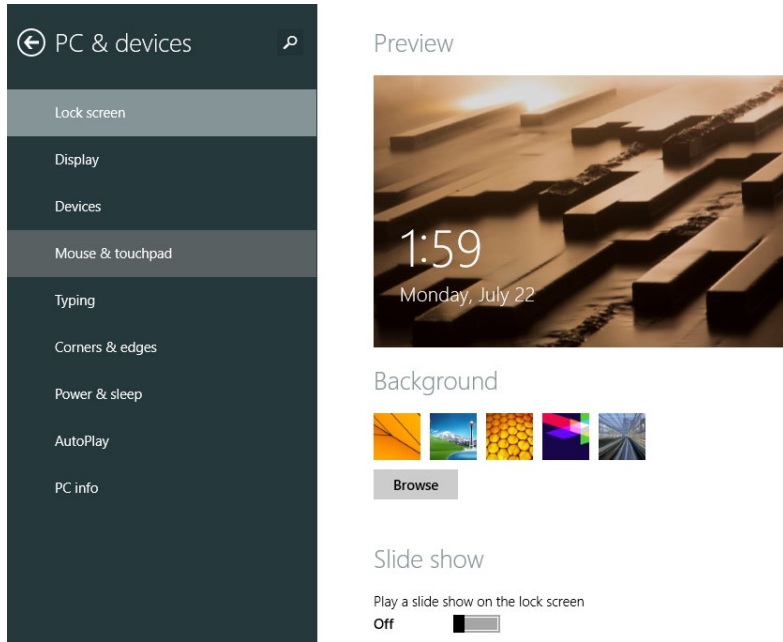 PC & devices
Lock screen
Display
Devices
Mouse & touchpad
Typing
Corners & edges
Power & sleep
AutoPlay
PC info
Preview
1:59
Monday, July 22
Background
Browse
Slide show
Play a slide show on the lock screen
Off